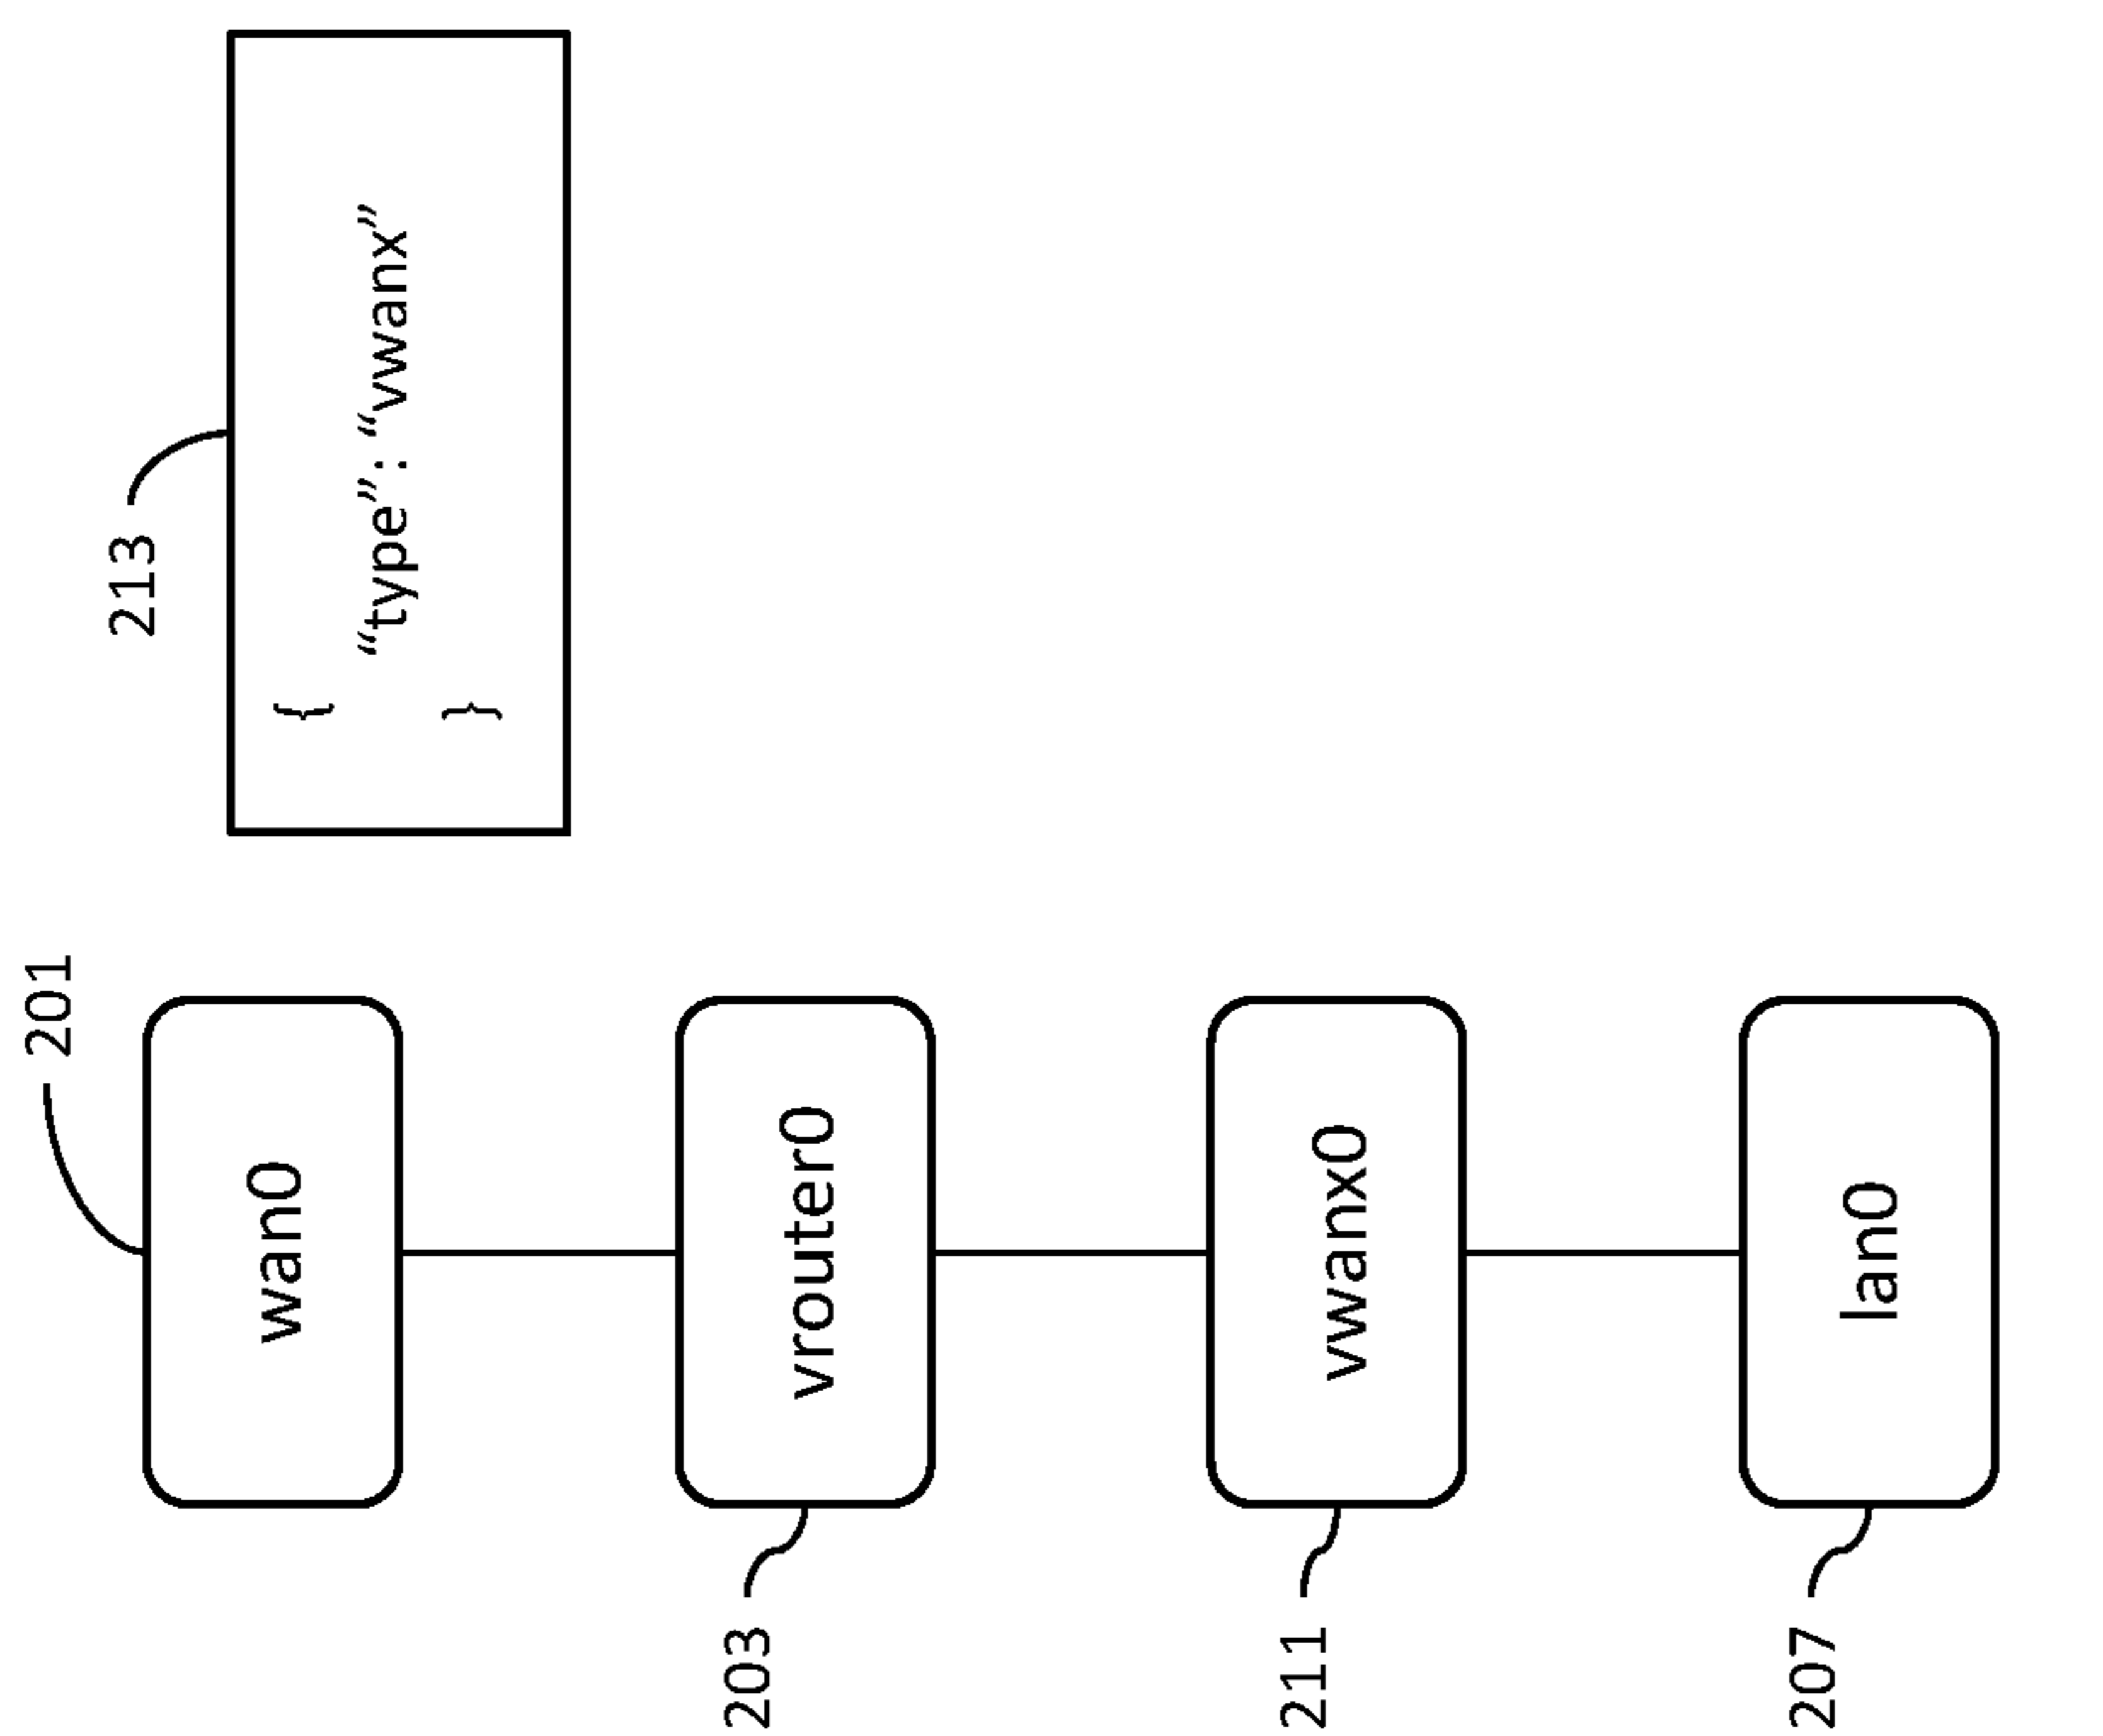 201
wan0
203
vrouter0
211
vwanx0
207
lan0
213
{
“type”: “vwanx”
}